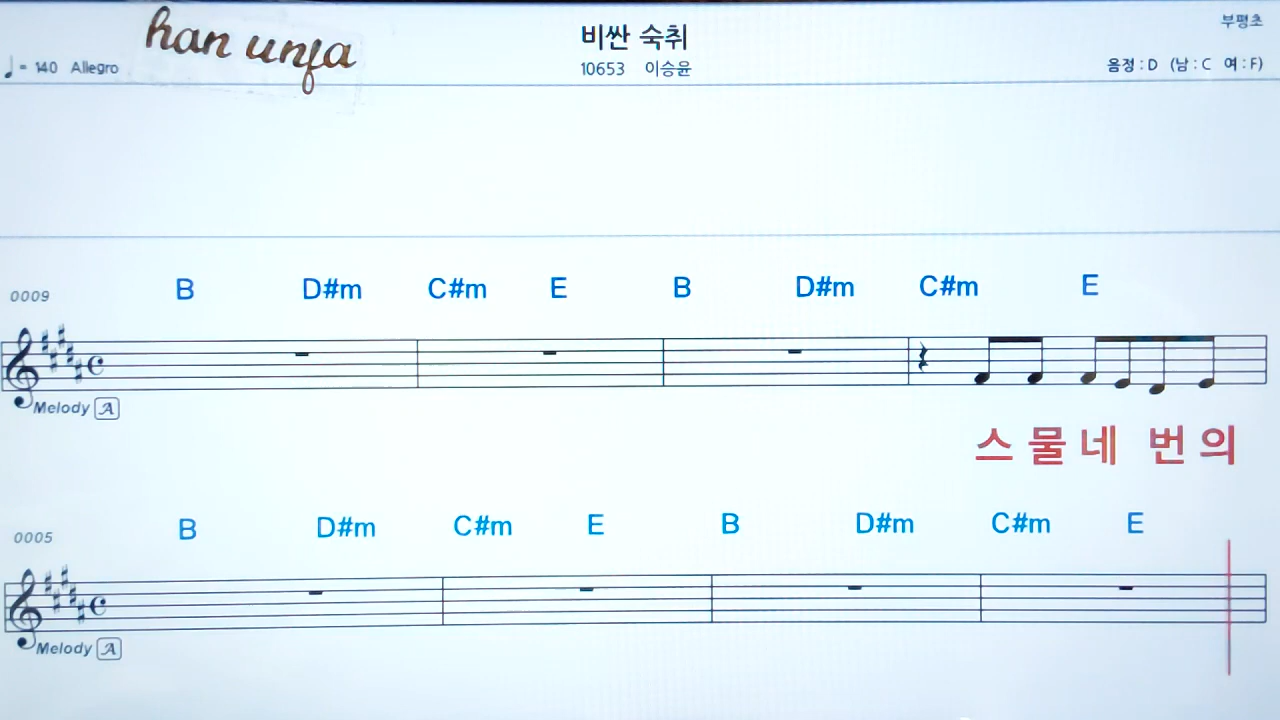 han unfa
비싼 숙취
부평초
♩= 140 Allegro
10653 이승윤
음정 : D (남 : C 여 : F)
0009 B D#m C#m E B D#m C#m E
Melody A
스물네 번의
0005 B D#m C#m E B D#m C#m E
Melody A